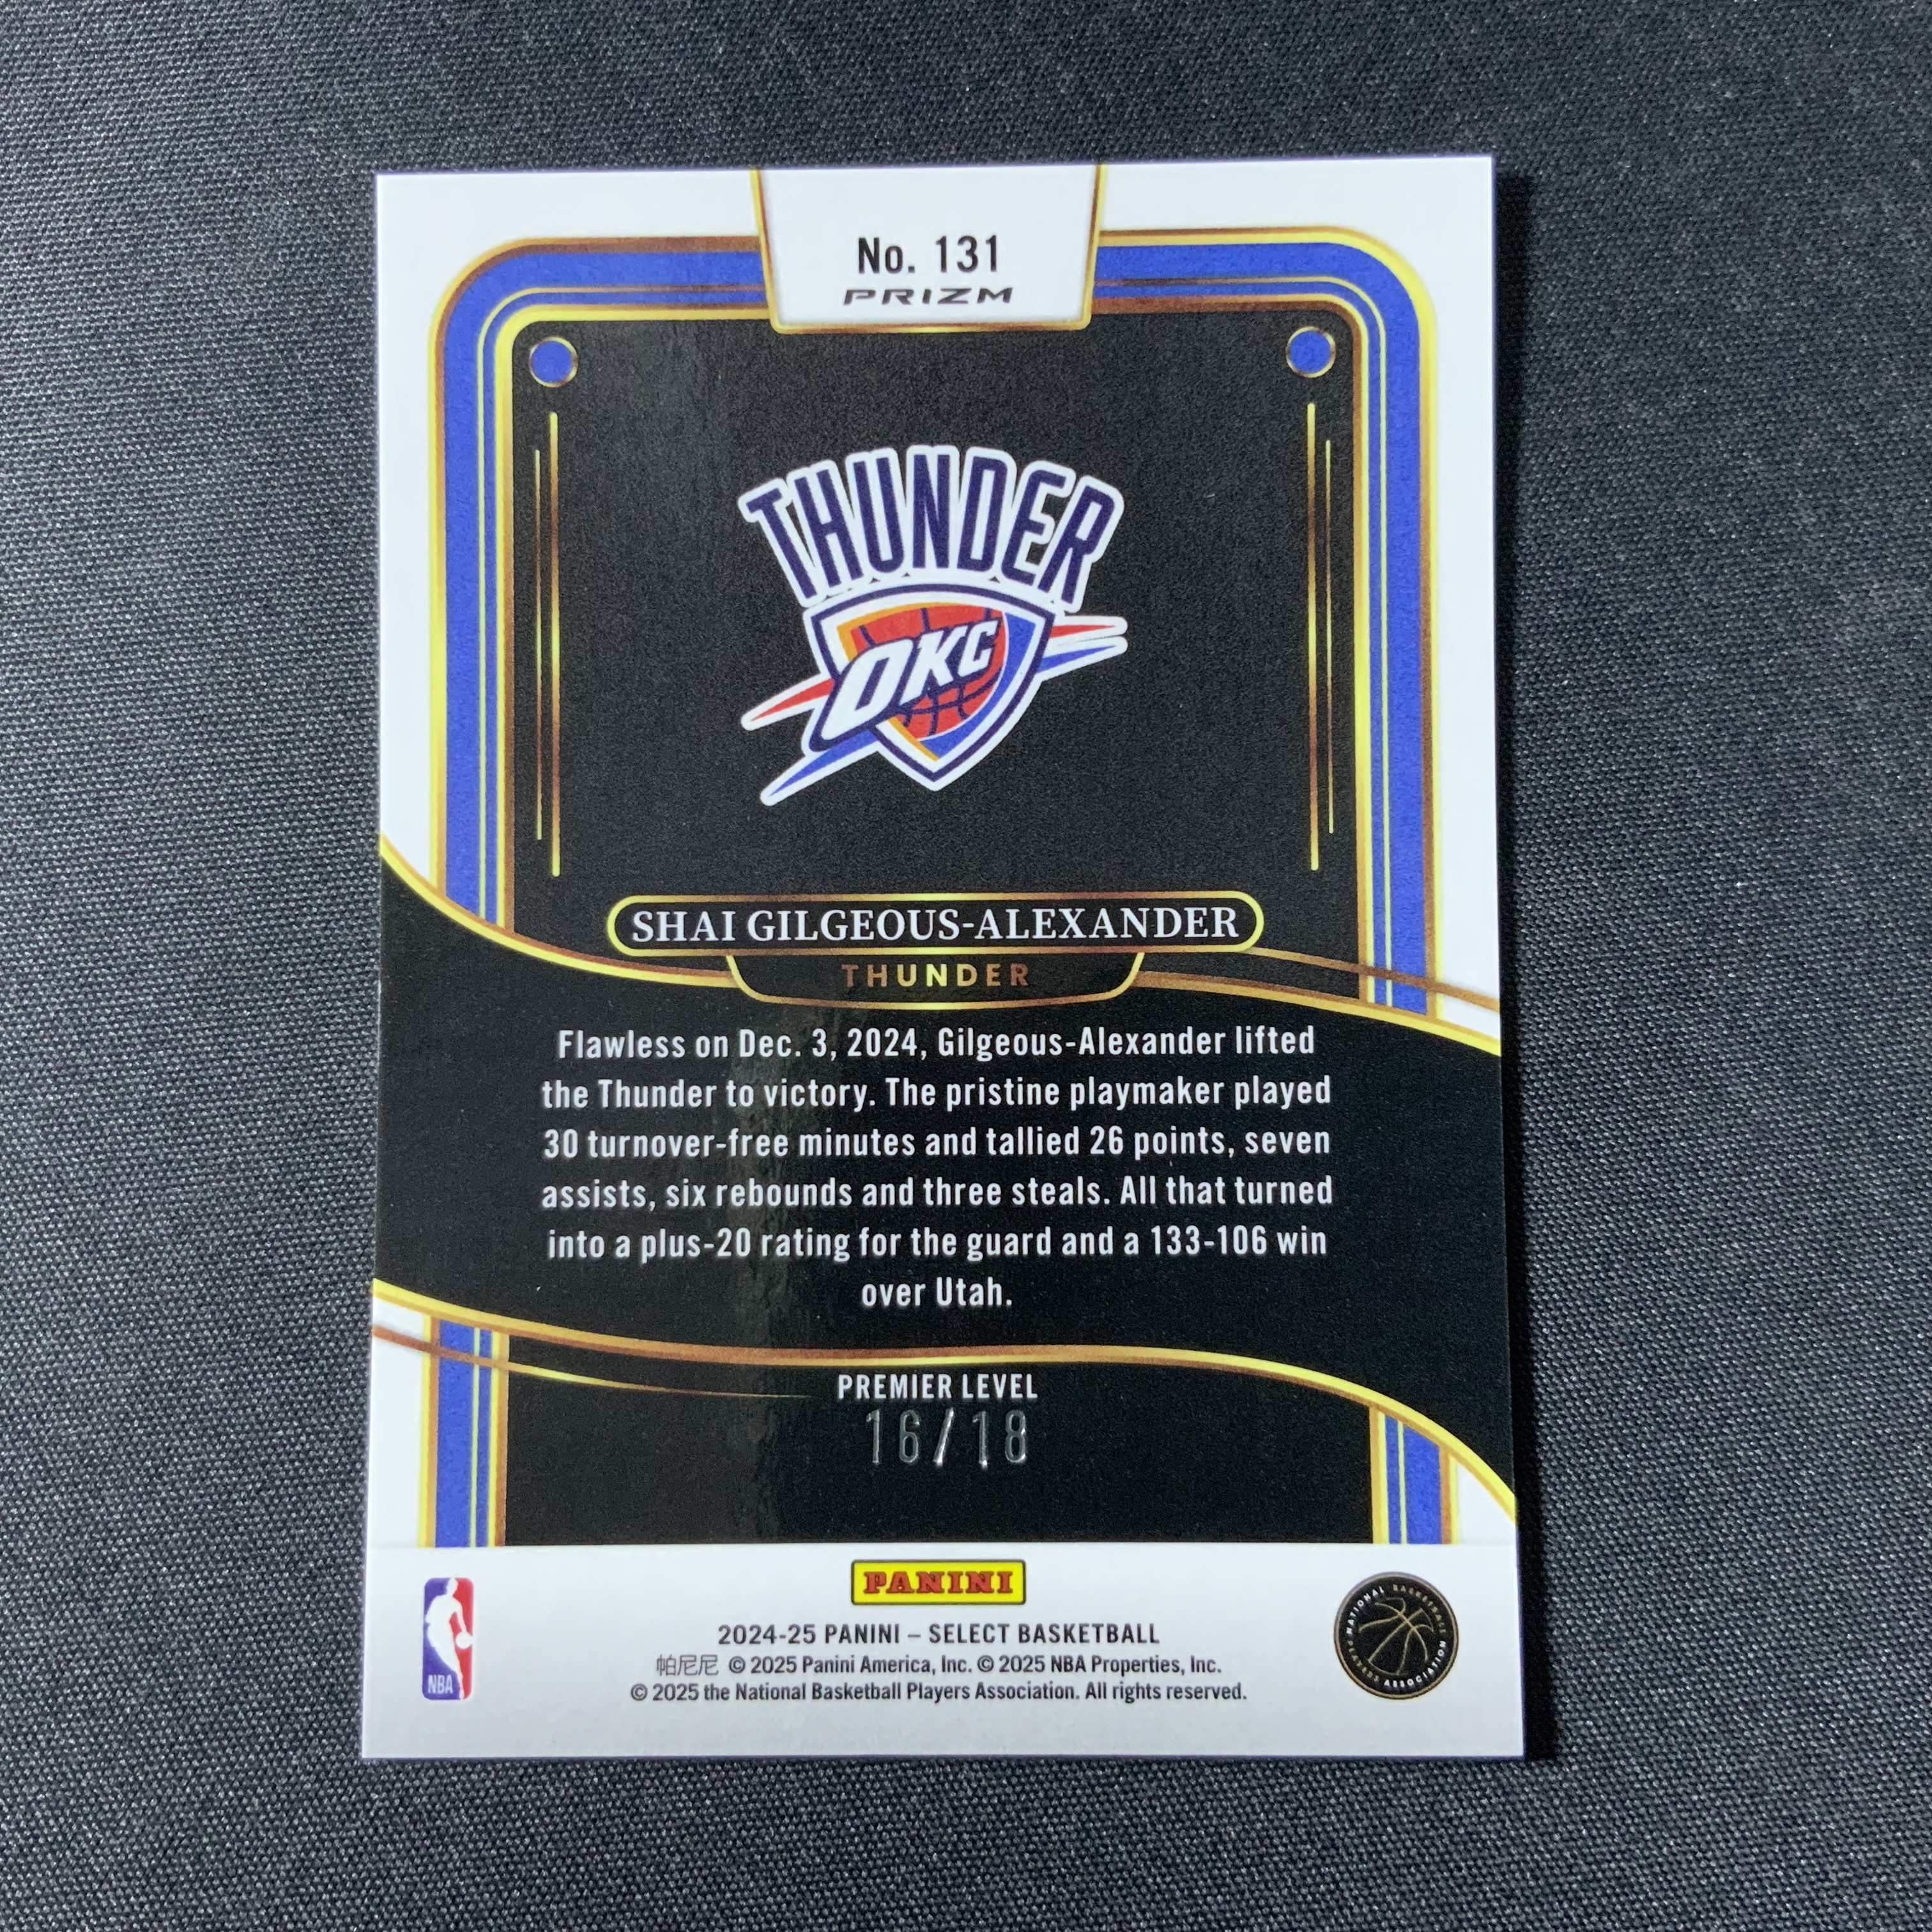 No. 131
PRIZM
THUNDER
OKC
SHAI GILGEOUS-ALEXANDER
THUNDER
Flawless on Dec. 3, 2024, Gilgeous-Alexander lifted
the Thunder to victory. The pristine playmaker played
30 turnover-free minutes and tallied 26 points, seven
assists, six rebounds and three steals. All that turned
into a plus-20 rating for the guard and a 133-106 win
over Utah.
PREMIER LEVEL
16/18
PANINI
NBA
2024-25 PANINI – SELECT BASKETBALL
帕尼尼 © 2025 Panini America, Inc. © 2025 NBA Properties, Inc.
© 2025 the National Basketball Players Association. All rights reserved.
NATIONAL BASKETBALL PLAYERS ASSOCIATION